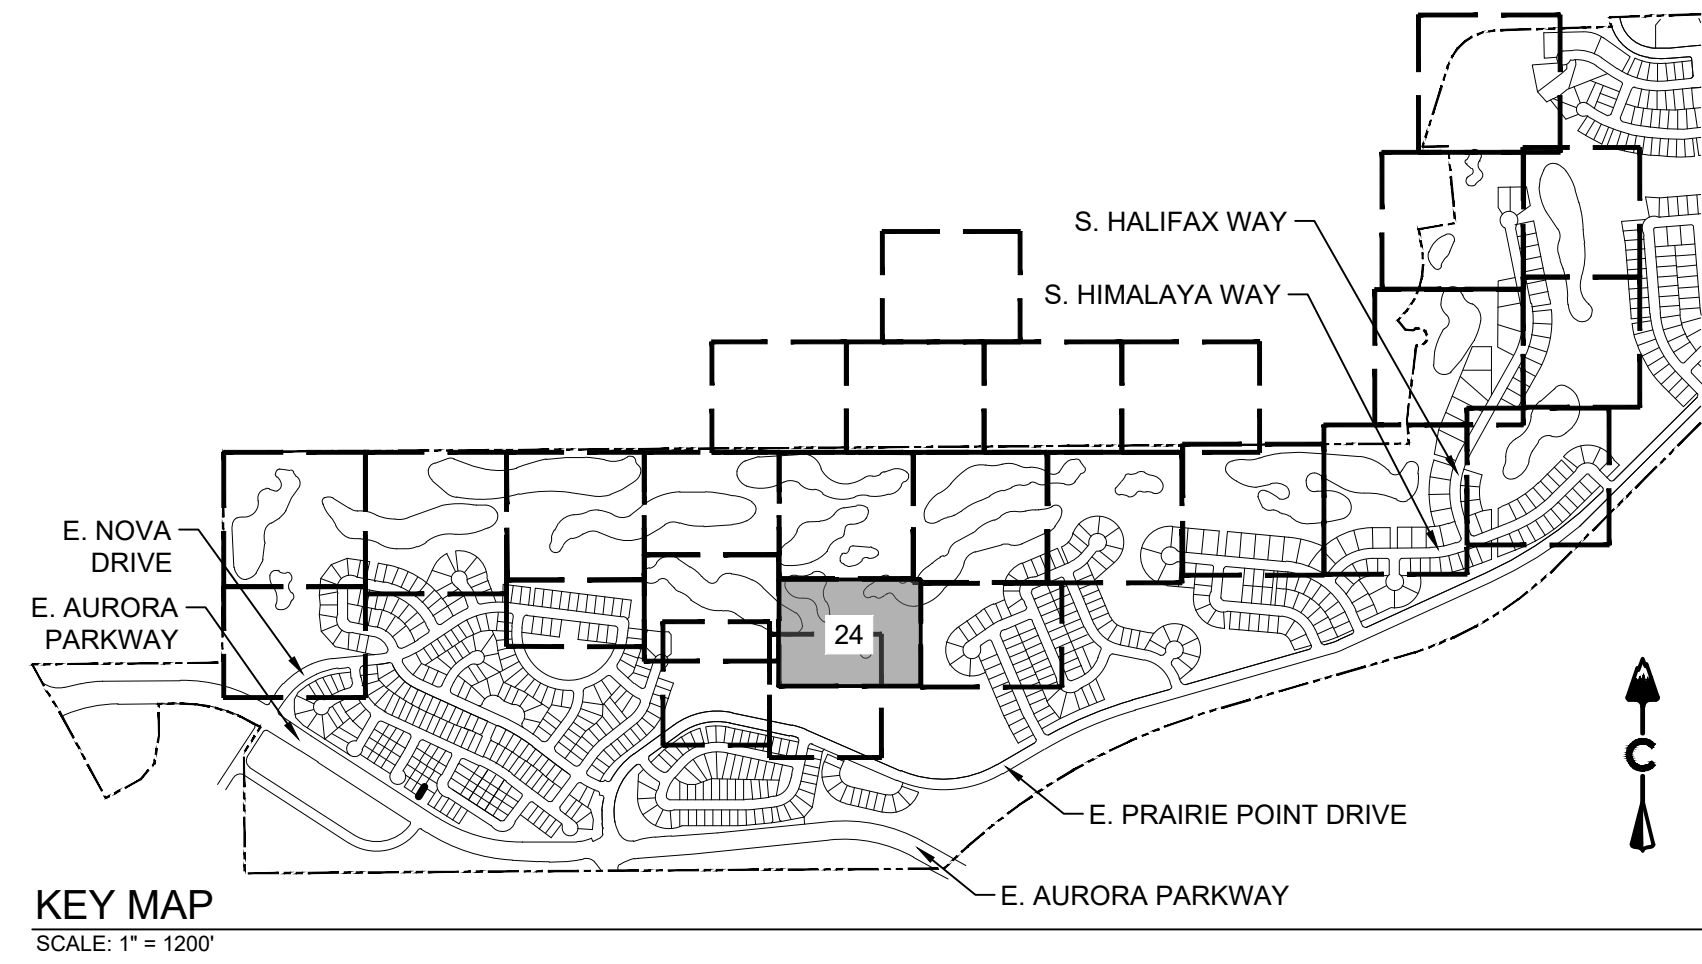 S. HALIFAX WAY
S. HIMALAYA WAY
E. NOVA
DRIVE
E. AURORA
PARKWAY
24
E. PRAIRIE POINT DRIVE
E. AURORA PARKWAY
KEY MAP
SCALE: 1" = 1200'